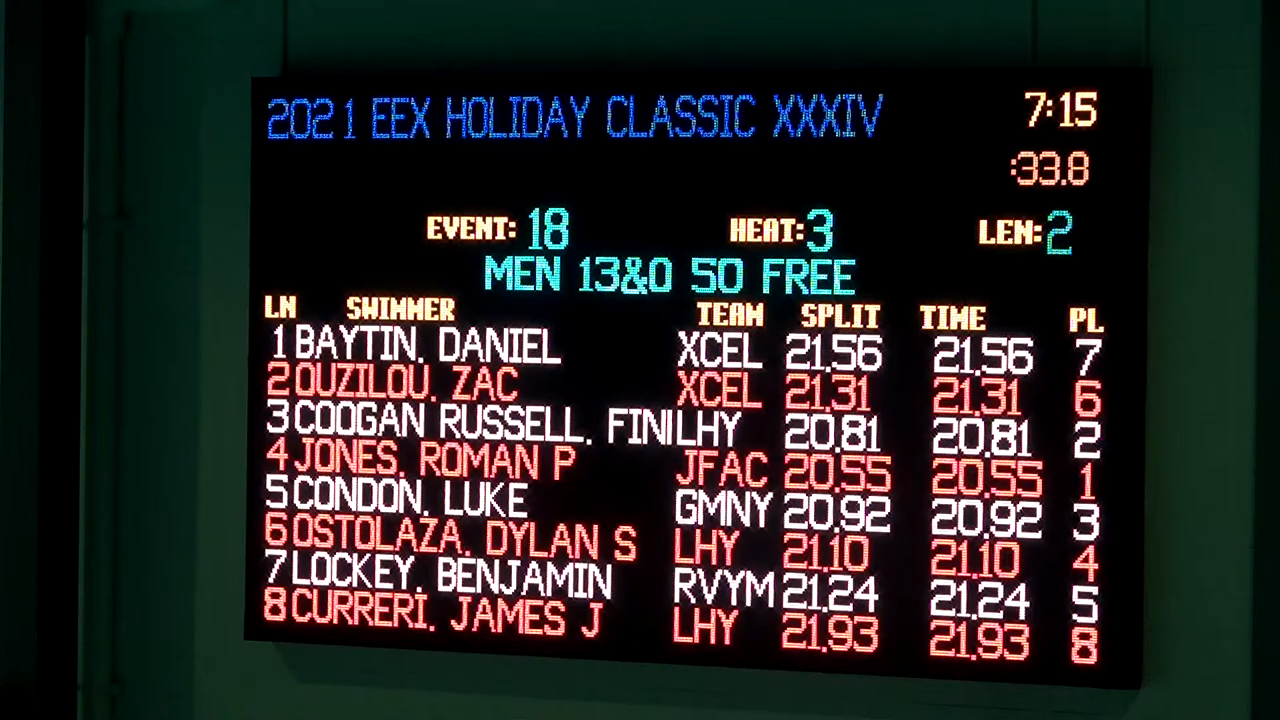 2021 EEX HOLIDAY CLASSIC XXXIV 7:15
:33.8
EVENT: 18 HEAT: 3 LEN: 2
MEN 13&O 50 FREE
LN SWIMMER TEAM SPLIT TIME PL
1 BAYTIN, DANIEL XCEL 21.56 21.56 7
2 OUZILOU, ZAC XCEL 21.31 21.31 6
3 COOGAN RUSSELL, FINI LHY 20.81 20.81 2
4 JONES, ROMAN P JFAC 20.55 20.55 1
5 CONDON, LUKE GMNY 20.92 20.92 3
6 OSTOLAZA, DYLAN S LHY 21.10 21.10 4
7 LOCKEY, BENJAMIN RVYM 21.24 21.24 5
8 CURRERI, JAMES J LHY 21.93 21.93 8